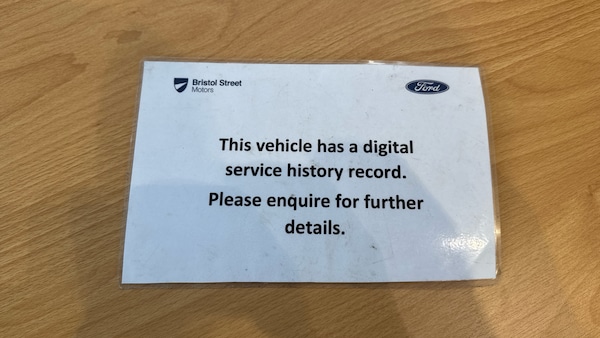 Bristol Street
Motors
Ford
This vehicle has a digital
service history record.
Please enquire for further
details.